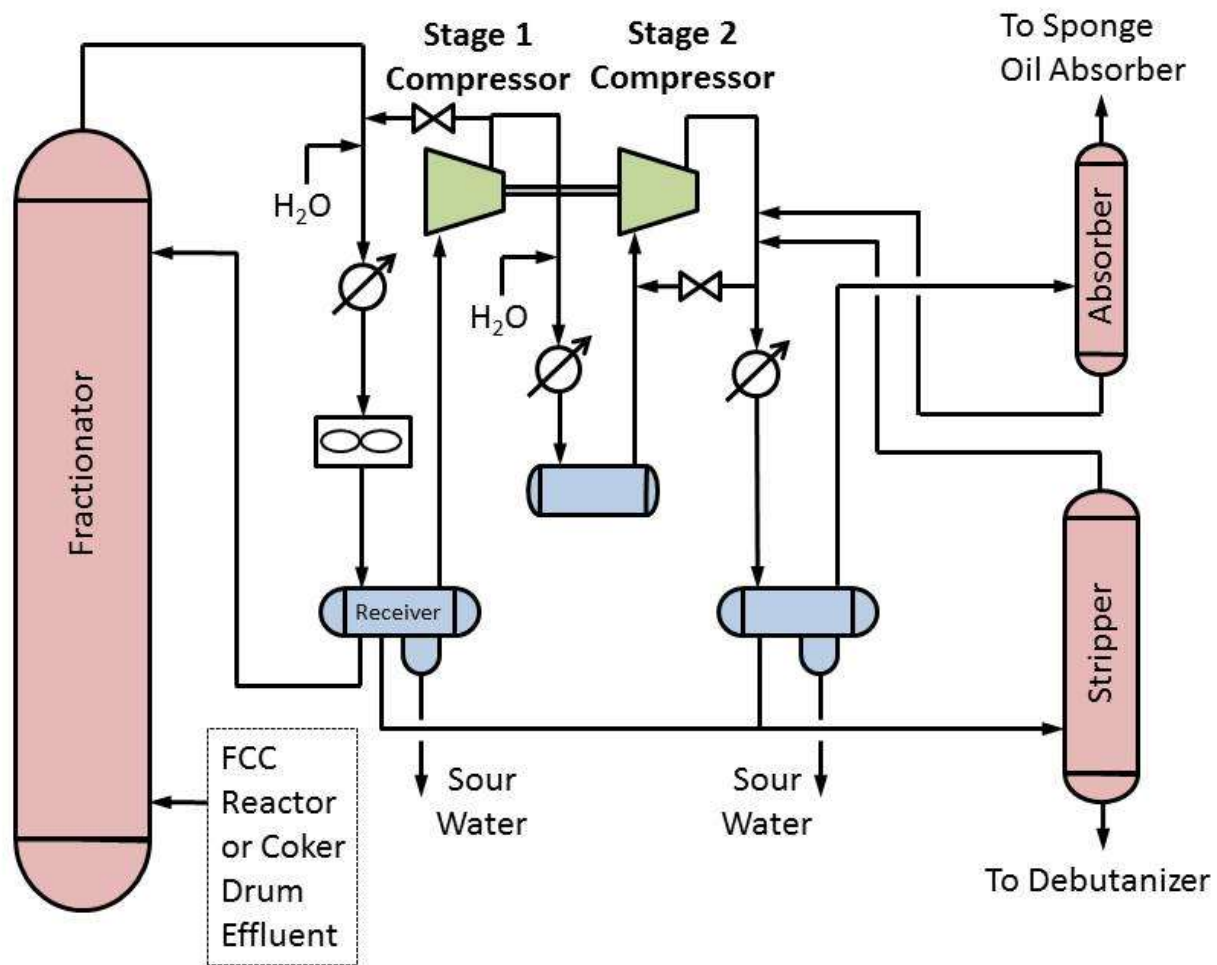 Stage 1
Compressor
Stage 2
Compressor
To Sponge
Oil Absorber
H₂O
H₂O
Absorber
Fractionator
Receiver
Stripper
FCC
Reactor
or Coker
Drum
Effluent
Sour
Water
Sour
Water
To Debutanizer